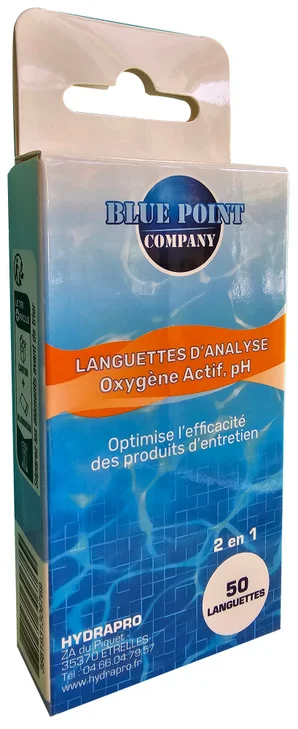 BLUE POINT
COMPANY
LANGUETTES D'ANALYSE
Oxygène Actif, pH
Optimise l'efficacité
des produits d'entretien
2 en 1
50
LANGUETTES
HYDRAPRO
ZA du Piquet
35370 ETRELLES
Tél. 04.66.04.79.57
www.hydrapro.fr